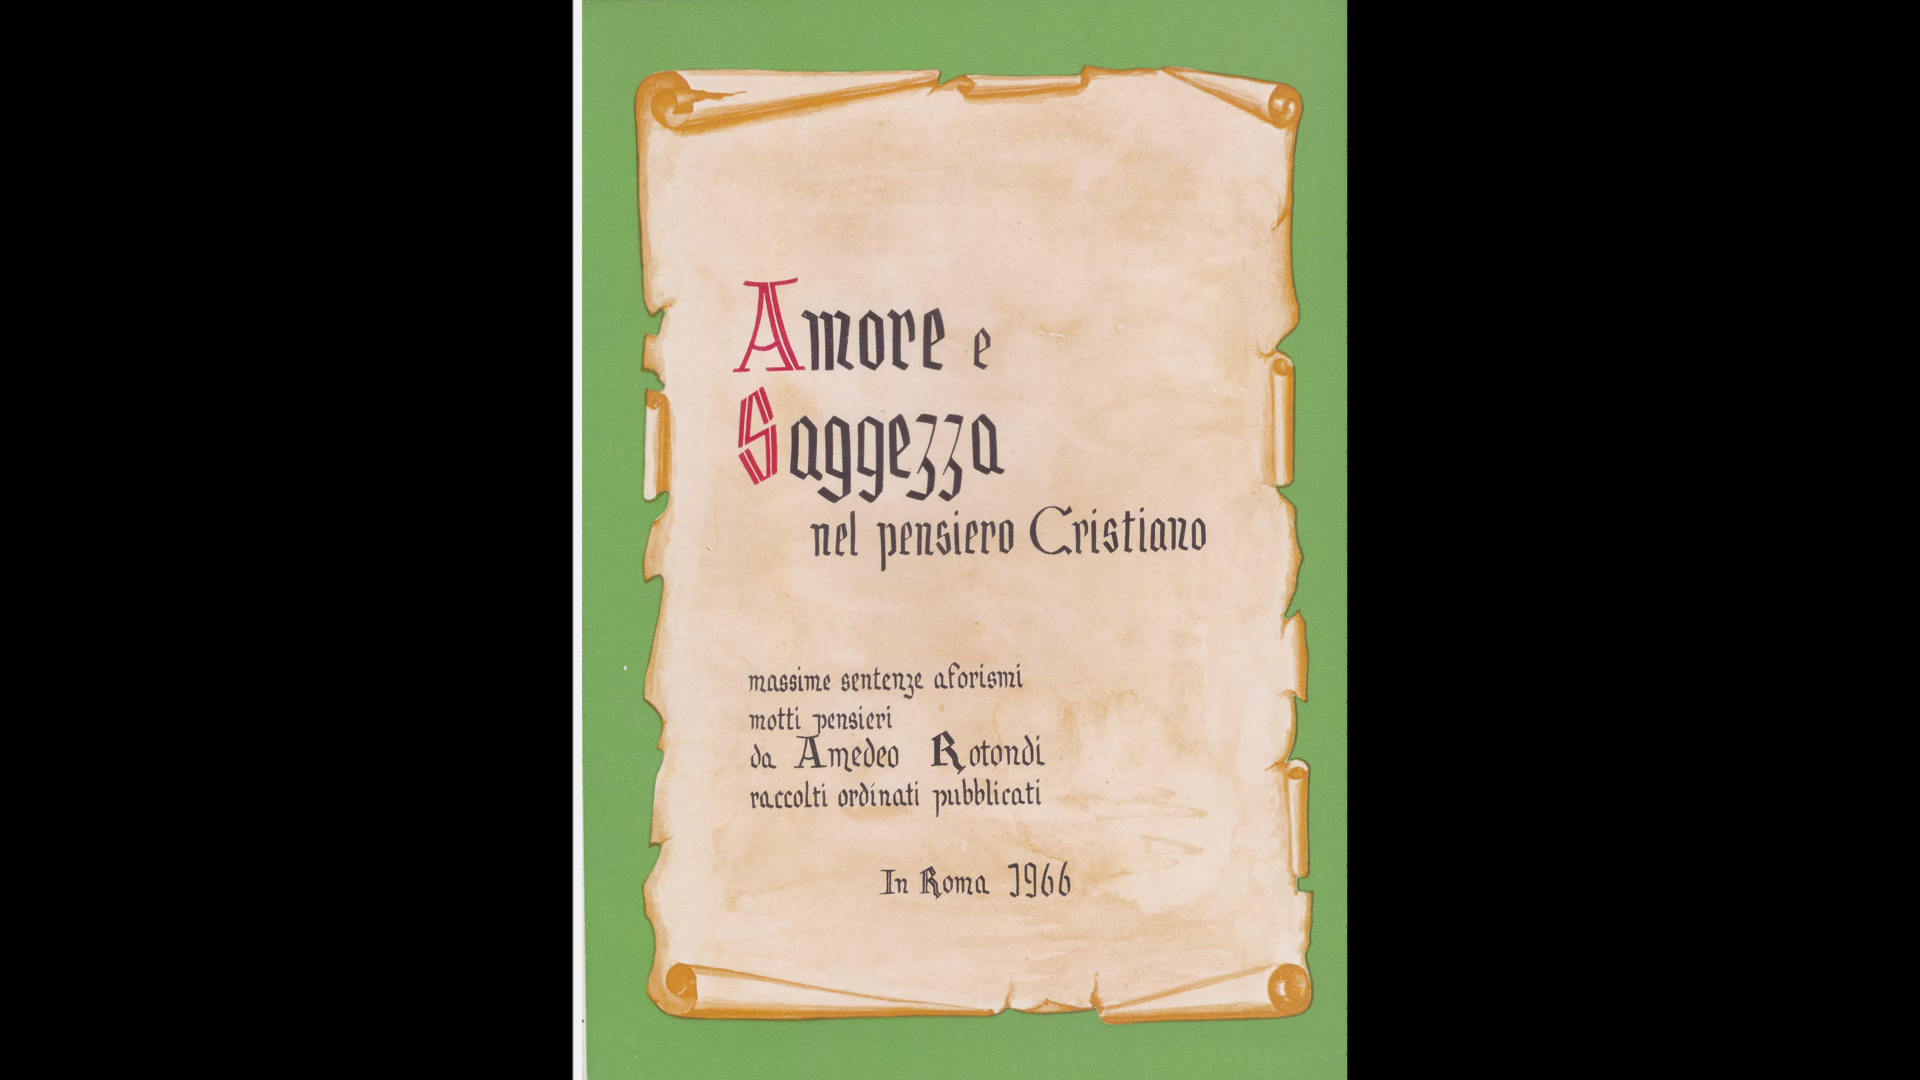 Amore e
Saggezza
nel pensiero Cristiano
massime sentenze aforismi
motti pensieri
da Amedeo Rotondi
raccolti ordinati pubblicati
In Roma 1966